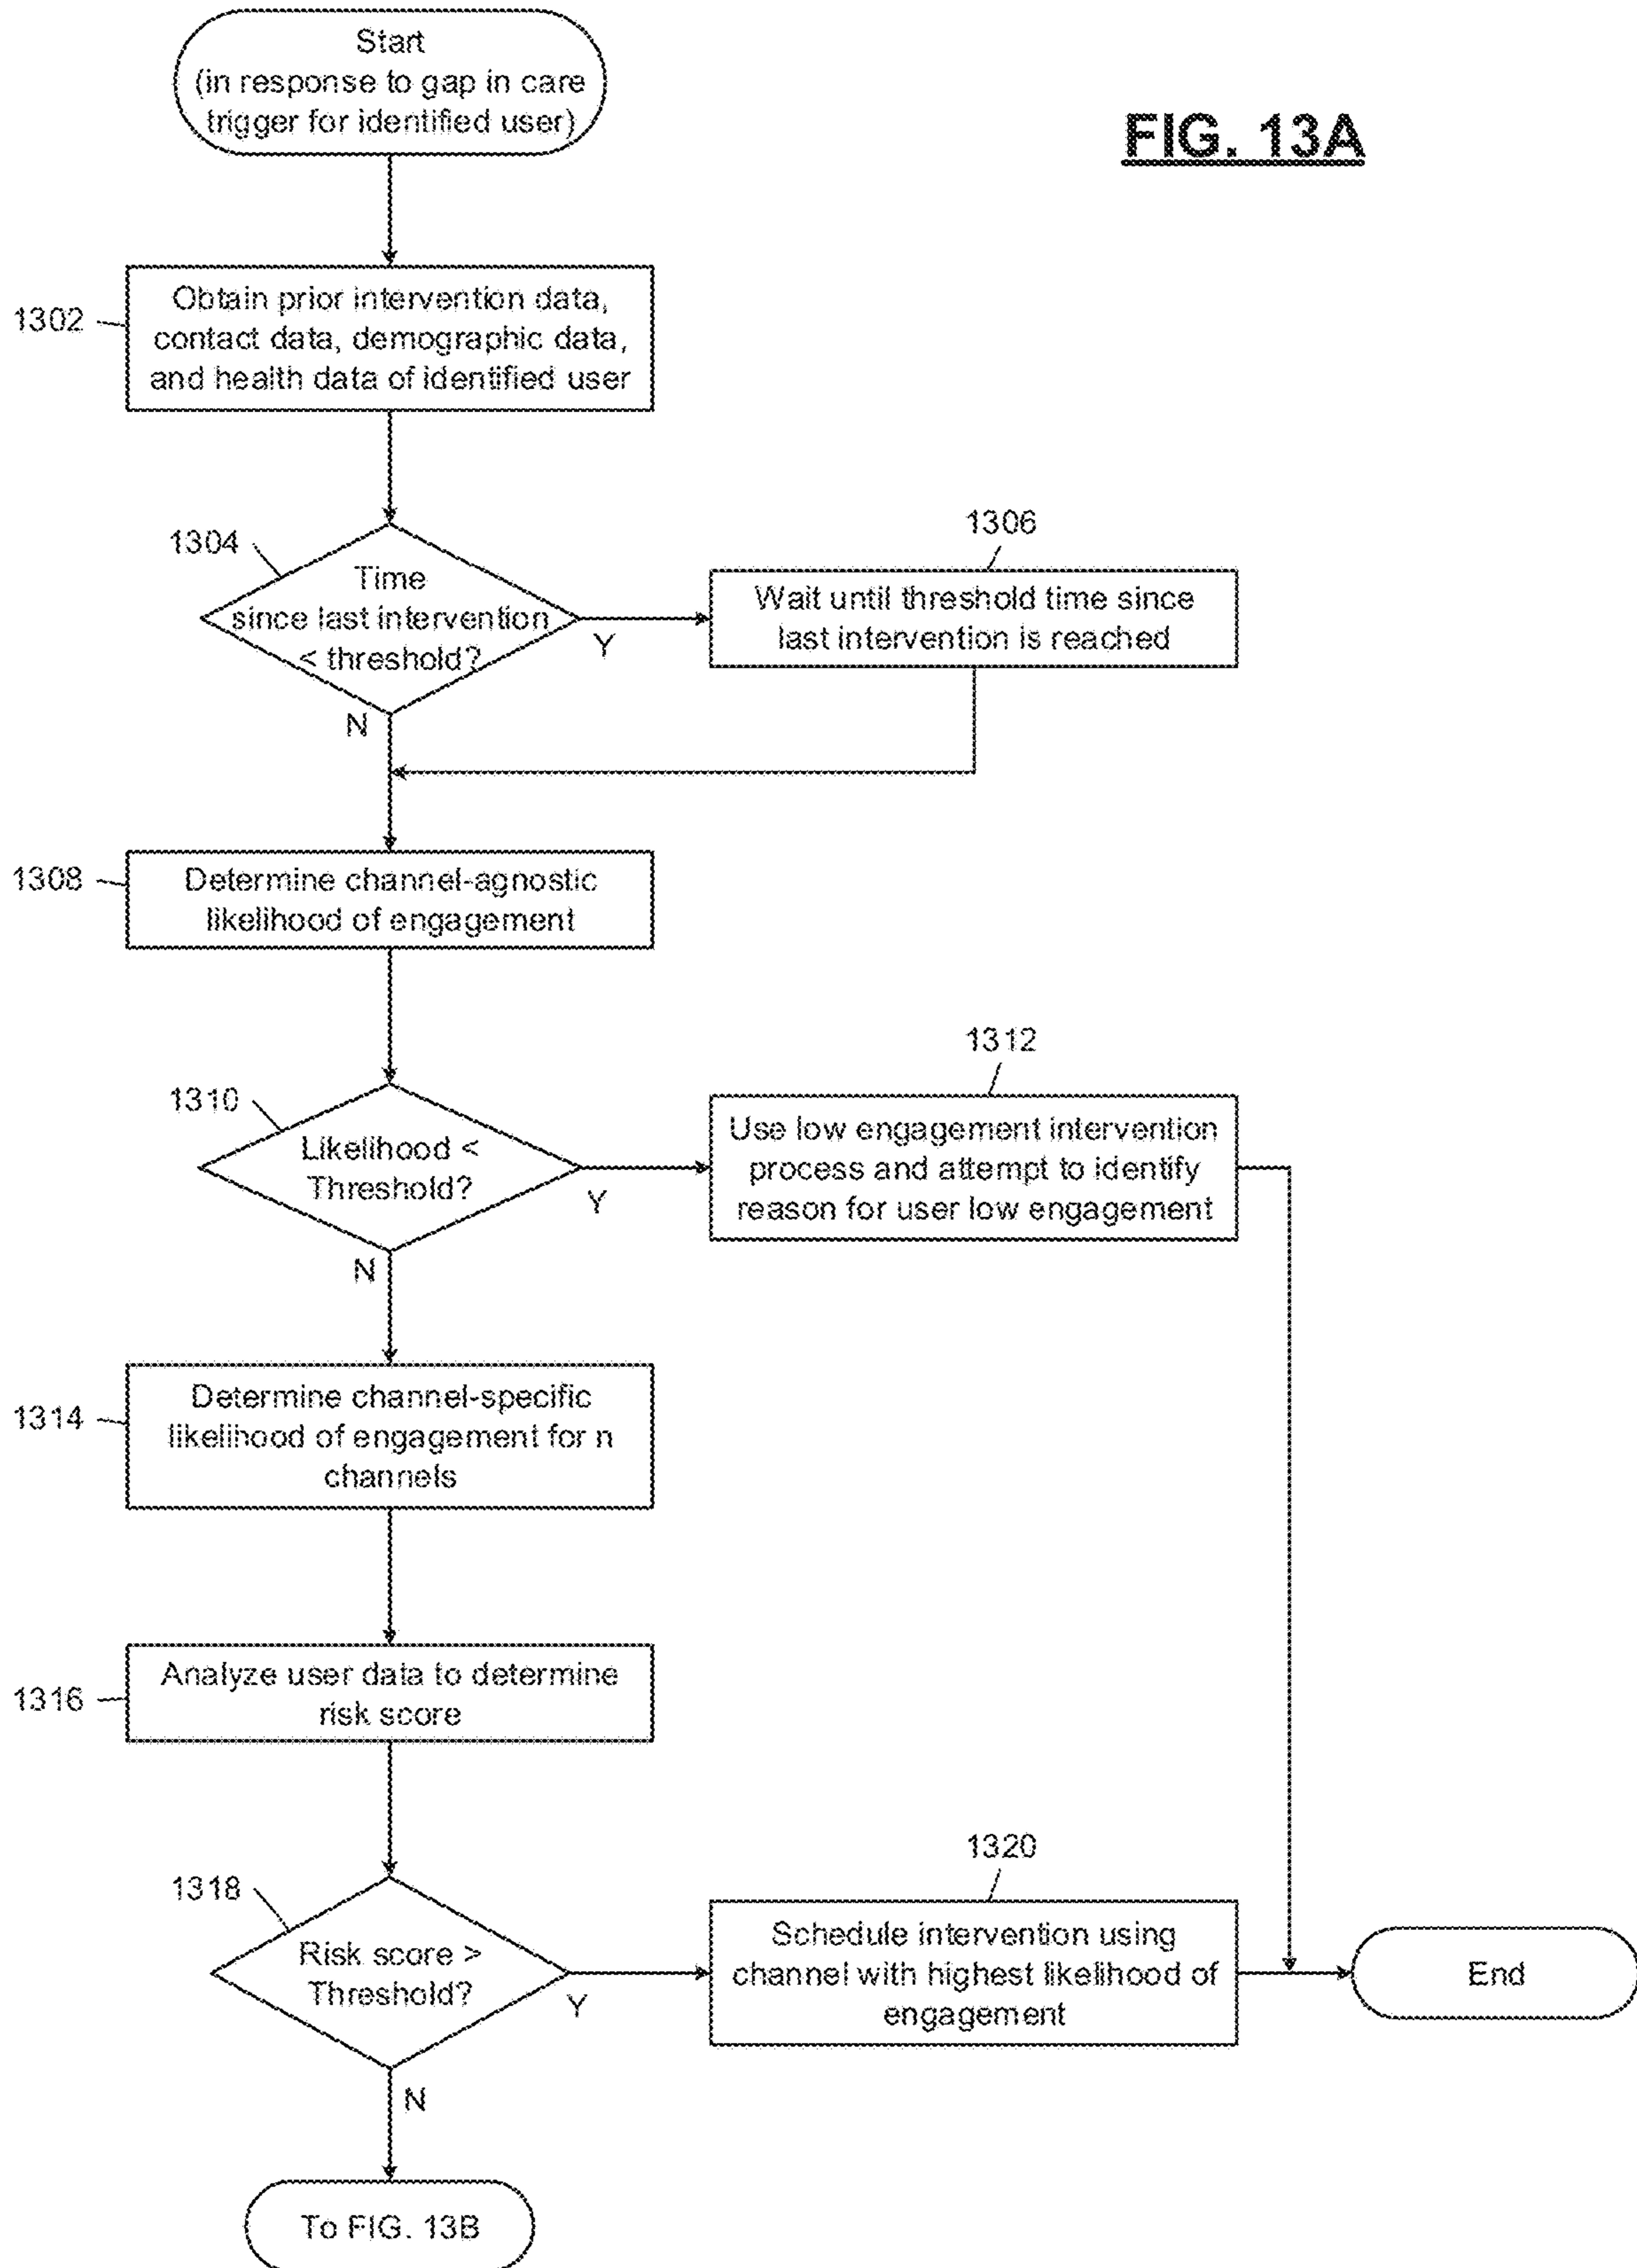 Start
(in response to gap in care
trigger for identified user)
FIG. 13A
1302
Obtain prior intervention data,
contact data, demographic data,
and health data of identified user
1304
Time
since last intervention
< threshold?
Y
N
1306
Wait until threshold time since
last intervention is reached
1308
Determine channel-agnostic
likelihood of engagement
1310
Likelihood <
Threshold?
Y
N
1312
Use low engagement intervention
process and attempt to identify
reason for user low engagement
1314
Determine channel-specific
likelihood of engagement for n
channels
1316
Analyze user data to determine
risk score
1318
Risk score >
Threshold?
Y
N
1320
Schedule intervention using
channel with highest likelihood of
engagement
End
To FIG. 13B